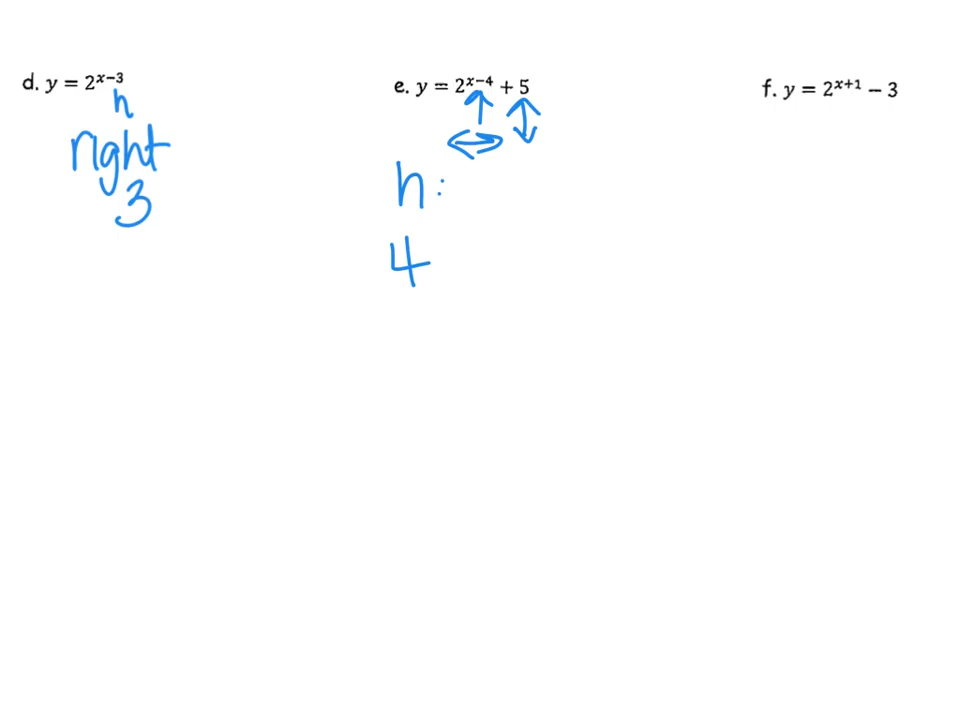 d. y = 2^{x−3}
h
right
3
e. y = 2^{x−4} + 5
h:
4
f. y = 2^{x+1} − 3